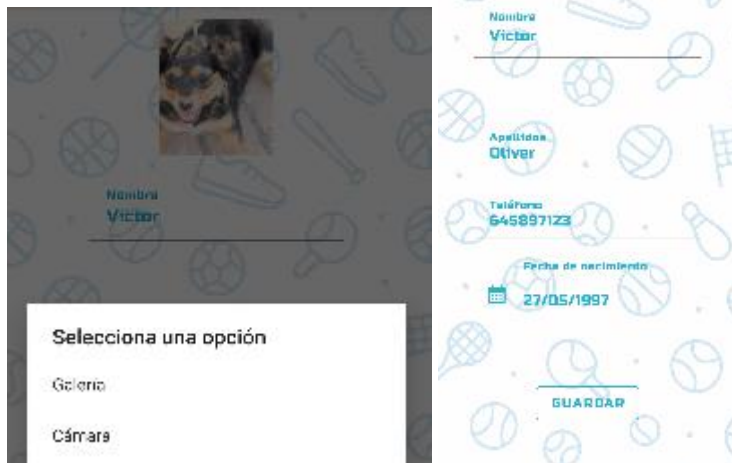 Nombre
Victor
Selecciona una opción
Galeria
Cámara
Nombre
Victor
Apellidos
Oliver
Teléfono
645897123
Fecha de nacimiento
27/05/1997
GUARDAR